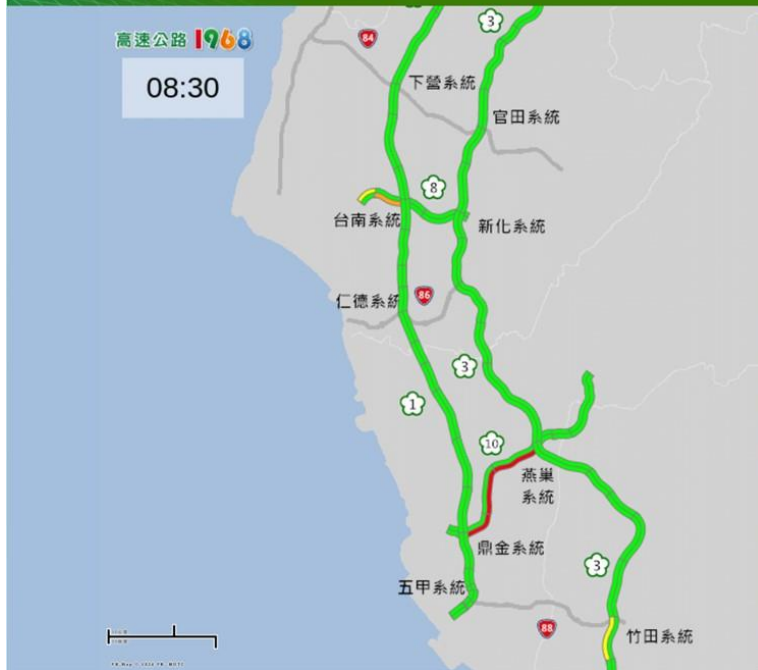 3
高速公路 1968
84
08:30
下營系統
官田系統
8
台南系統
新化系統
86
仁德系統
3
1
10
燕巢
系統
鼎金系統
3
五甲系統
88
竹田系統